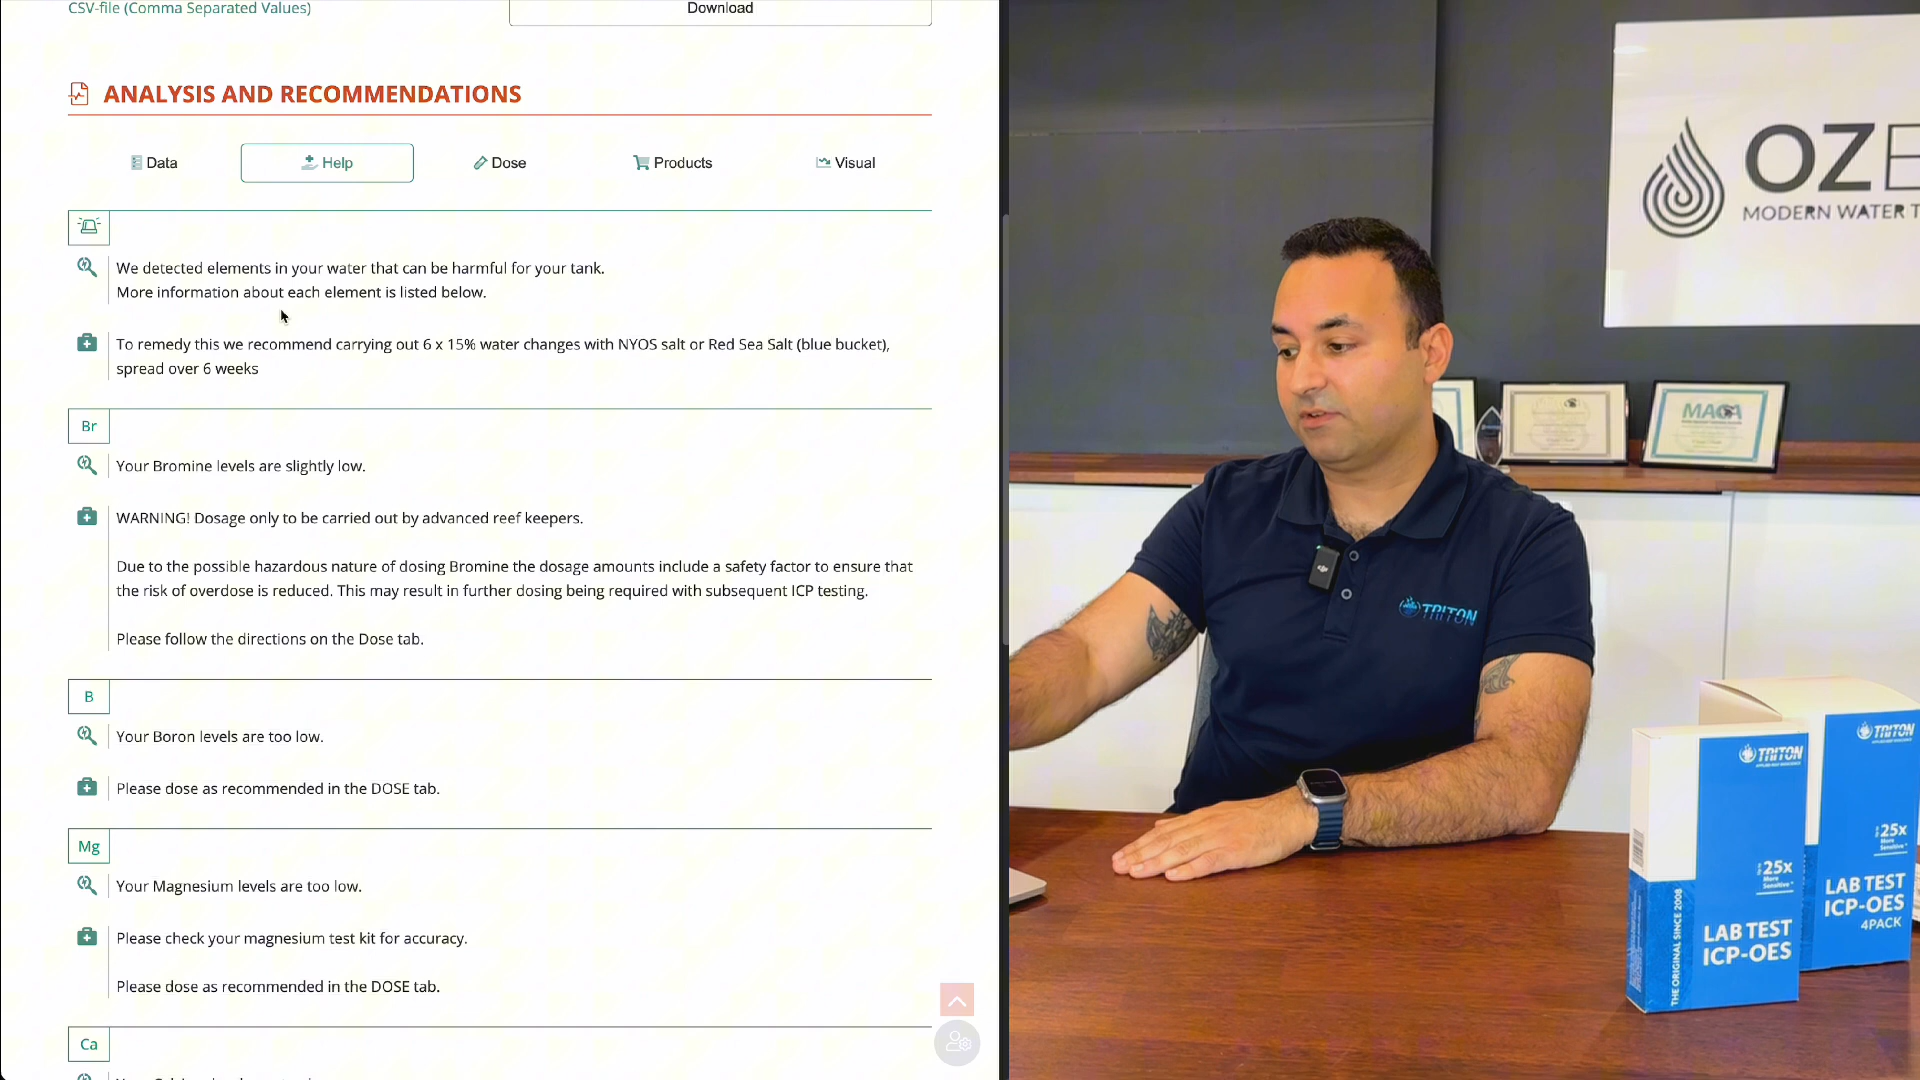 CSV-file (Comma Separated Values)
Download
ANALYSIS AND RECOMMENDATIONS
Data
Help
Dose
Products
Visual
We detected elements in your water that can be harmful for your tank.
More information about each element is listed below.
To remedy this we recommend carrying out 6 x 15% water changes with NYOS salt or Red Sea Salt (blue bucket),
spread over 6 weeks
Br
Your Bromine levels are slightly low.
WARNING! Dosage only to be carried out by advanced reef keepers.
Due to the possible hazardous nature of dosing Bromine the dosage amounts include a safety factor to ensure that
the risk of overdose is reduced. This may result in further dosing being required with subsequent ICP testing.
Please follow the directions on the Dose tab.
B
Your Boron levels are too low.
Please dose as recommended in the DOSE tab.
Mg
Your Magnesium levels are too low.
Please check your magnesium test kit for accuracy.
Please dose as recommended in the DOSE tab.
Ca
OZ
MODERN WATER
MACA
TRITON
TRITON
25x
More
Sensitive*
LAB TEST
ICP-OES
THE ORIGINAL SINCE 2008
TRITON
25x
More
Sensitive*
LAB TEST
ICP-OES
4PACK